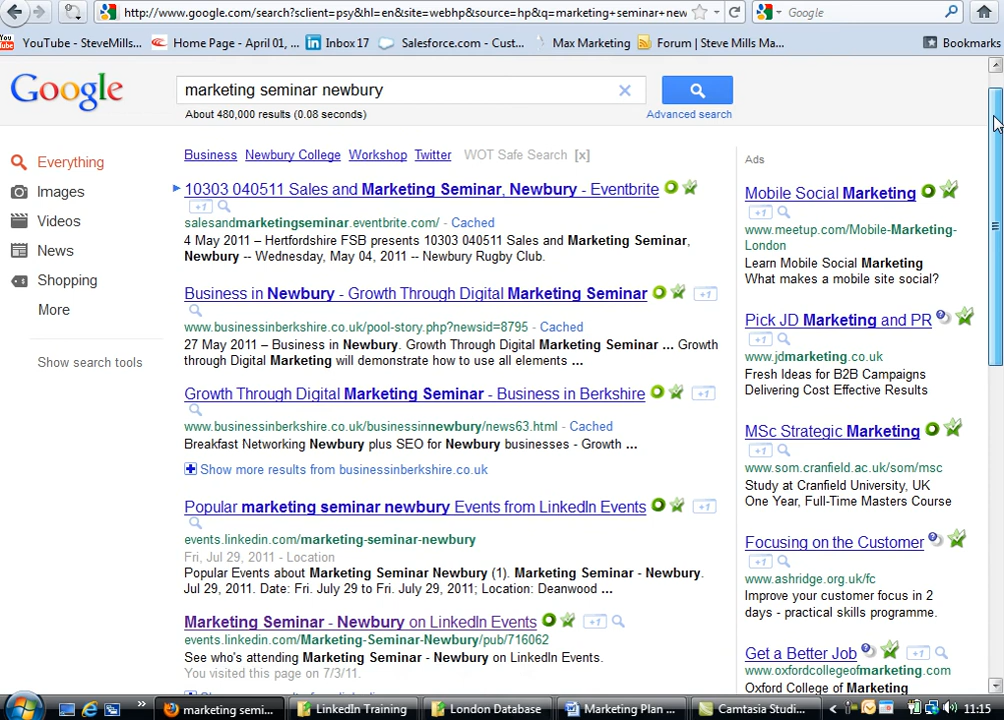 http://www.google.com/search?sclient=psy&hl=en&site=webhp&source=hp&q=marketing+seminar+new
Google
You
YouTube - SteveMills...
Home Page - April 01, ...
Inbox 17
Salesforce.com - Cust...
Max Marketing
Forum | Steve Mills Ma...
Bookmarks
Google
marketing seminar newbury
About 480,000 results (0.08 seconds)
Advanced search
Everything
Images
Videos
News
Shopping
More
Show search tools
Business Newbury College Workshop Twitter WOT Safe Search [x]
10303 040511 Sales and Marketing Seminar, Newbury - Eventbrite
+1
salesandmarketingseminar.eventbrite.com/ - Cached
4 May 2011 – Hertfordshire FSB presents 10303 040511 Sales and Marketing Seminar,
Newbury -- Wednesday, May 04, 2011 -- Newbury Rugby Club.
Business in Newbury - Growth Through Digital Marketing Seminar
+1
www.businessinberkshire.co.uk/pool-story.php?newsid=8795 - Cached
27 May 2011 – Business in Newbury. Growth Through Digital Marketing Seminar ... Growth
through Digital Marketing will demonstrate how to use all elements ...
Growth Through Digital Marketing Seminar - Business in Berkshire
+1
www.businessinberkshire.co.uk/businessinnewbury/news63.html - Cached
Breakfast Networking Newbury plus SEO for Newbury businesses - Growth ...
Show more results from businessinberkshire.co.uk
Popular marketing seminar newbury Events from LinkedIn Events
+1
events.linkedin.com/marketing-seminar-newbury
Fri, Jul 29, 2011 - Location
Popular Events about Marketing Seminar Newbury (1). Marketing Seminar - Newbury.
Jul 29, 2011. Date: Fri. July 29 to Fri. July 29, 2011; Location: Deanwood ...
Marketing Seminar - Newbury on LinkedIn Events
+1
events.linkedin.com/Marketing-Seminar-Newbury/pub/716062
See who's attending Marketing Seminar - Newbury on LinkedIn Events.
You visited this page on 7/3/11.
Ads
Mobile Social Marketing
+1
www.meetup.com/Mobile-Marketing-
London
Learn Mobile Social Marketing
What makes a mobile site social?
Pick JD Marketing and PR
+1
www.jdmarketing.co.uk
Fresh Ideas for B2B Campaigns
Delivering Cost Effective Results
MSc Strategic Marketing
+1
www.som.cranfield.ac.uk/som/msc
Study at Cranfield University, UK
One Year, Full-Time Masters Course
Focusing on the Customer
+1
www.ashridge.org.uk/fc
Improve your customer focus in 2
days - practical skills programme.
Get a Better Job
+1
www.oxfordcollegeofmarketing.com
Oxford College of Marketing
marketing semi...
LinkedIn Training
London Database
Marketing Plan ...
Camtasia Studi...
11:15